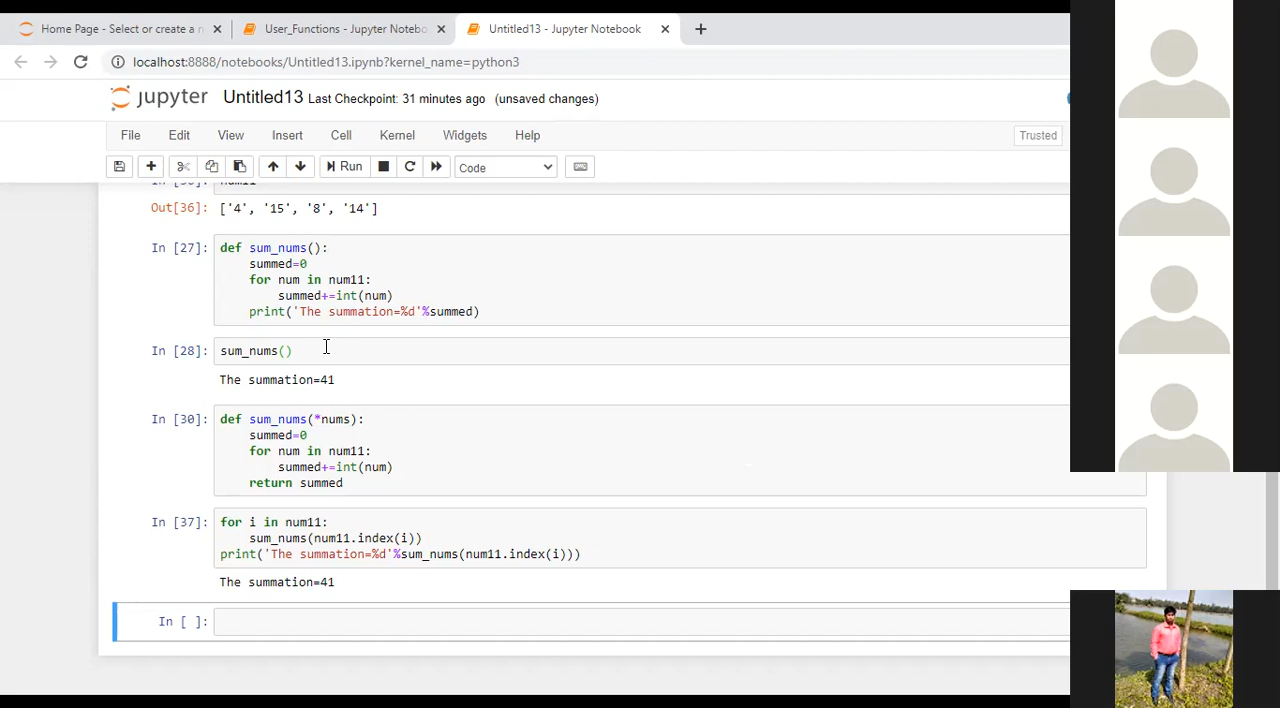 Home Page - Select or create a n
User_Functions - Jupyter Notebo
Untitled13 - Jupyter Notebook
localhost:8888/notebooks/Untitled13.ipynb?kernel_name=python3
jupyter Untitled13 Last Checkpoint: 31 minutes ago (unsaved changes)
File Edit View Insert Cell Kernel Widgets Help
Trusted
Run
Code
Out[36]: ['4', '15', '8', '14']
In [27]: def sum_nums():
summed=0
for num in num11:
summed+=int(num)
print('The summation=%d'%summed)
In [28]: sum_nums()
The summation=41
In [30]: def sum_nums(*nums):
summed=0
for num in num11:
summed+=int(num)
return summed
In [37]: for i in num11:
sum_nums(num11.index(i))
print('The summation=%d'%sum_nums(num11.index(i)))
The summation=41
In [ ]: